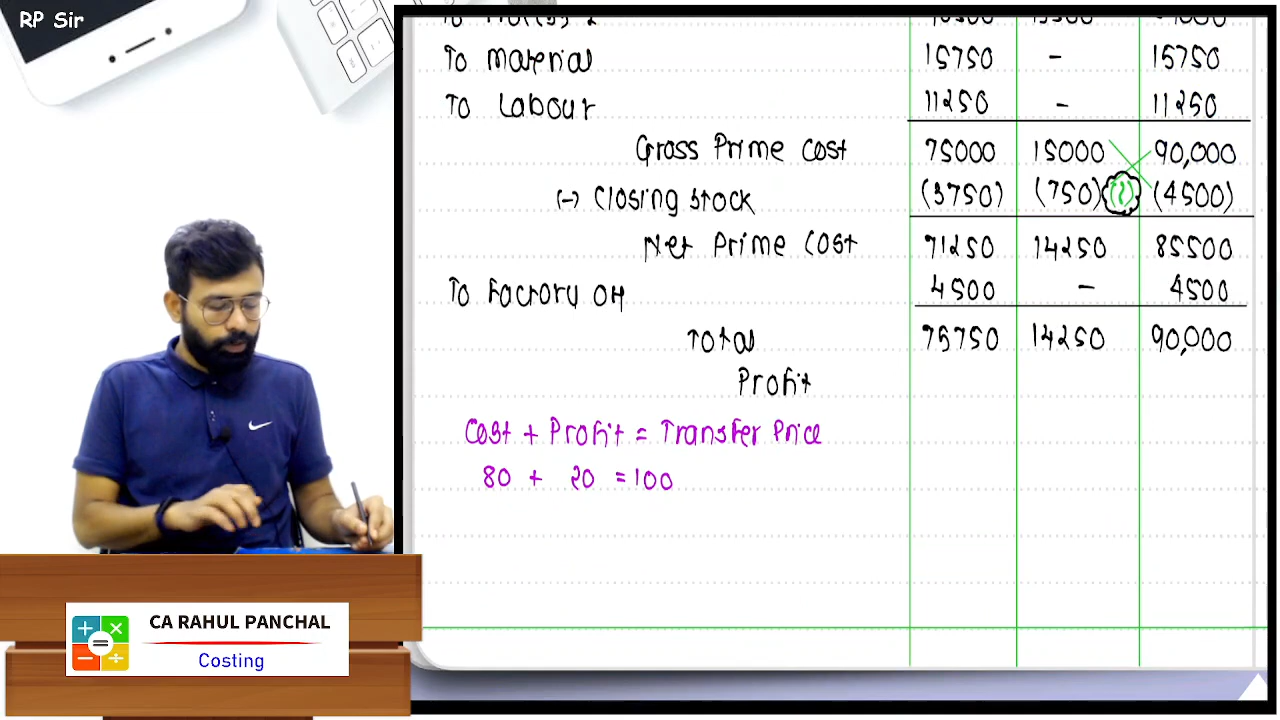 RP Sir
To Material 15750 - 15750
To Labour 11250 - 11250
Gross Prime Cost 75000 15000 90,000
(-) Closing Stock (3750) (750) (?) (4500)
Net Prime Cost 71250 14250 85500
To Factory OH 4500 - 4500
Total 75750 14250 90,000
Profit
Cost + Profit = Transfer Price
80 + 20 = 100
CA RAHUL PANCHAL
Costing